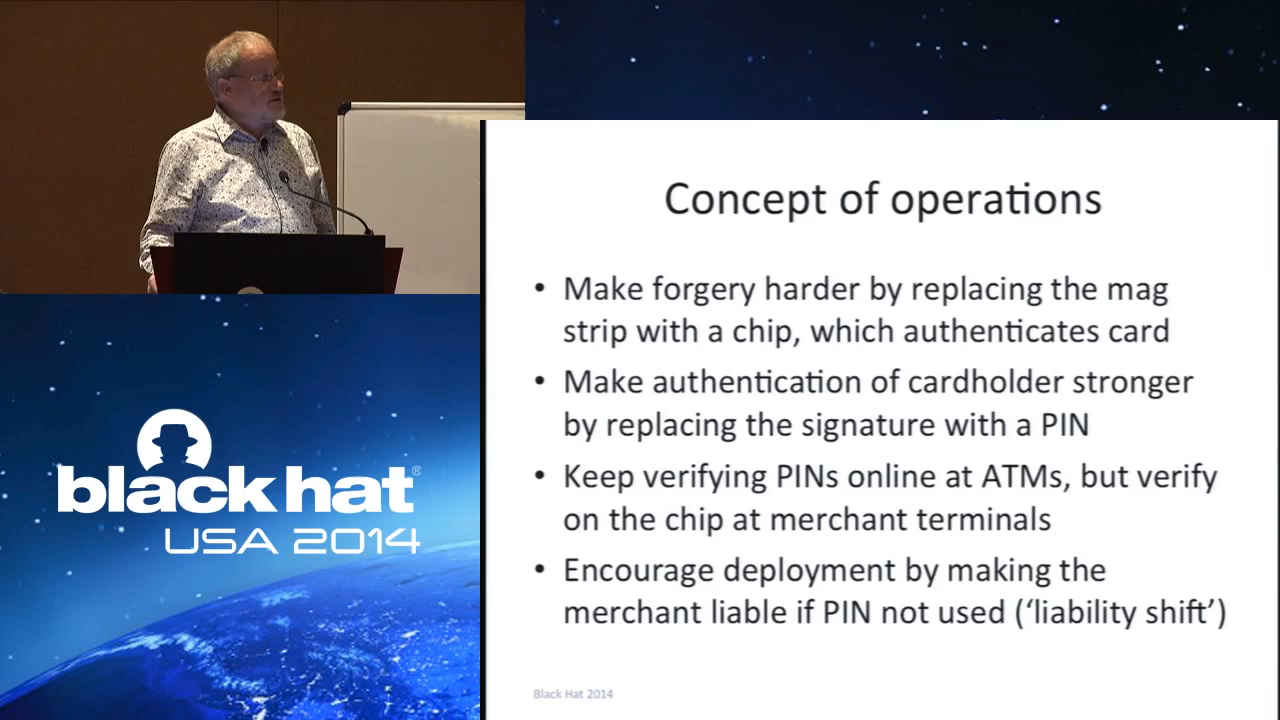 Concept of operations
• Make forgery harder by replacing the mag
strip with a chip, which authenticates card
• Make authentication of cardholder stronger
by replacing the signature with a PIN
• Keep verifying PINs online at ATMs, but verify
on the chip at merchant terminals
• Encourage deployment by making the
merchant liable if PIN not used (‘liability shift’)
Black Hat 2014
black hat®
USA 2014